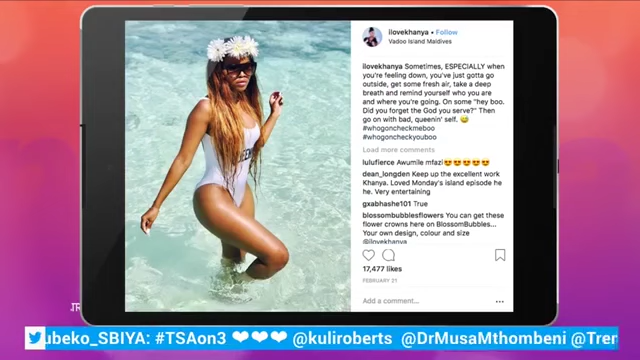 ilovekhanya • Follow
Vadoo Island Maldives
ilovekhanya Sometimes, ESPECIALLY when
you're feeling down, you've just gotta go
outside, get some fresh air, take a deep
breath and remind yourself who you are
and where you're going. On some "hey boo.
Did you forget the God you serve?" Then
go on with bad, queenin' self. 😅
#whogoncheckmeboo
#whogoncheckyouboo
Load more comments
lulufierce Awumile mfazi😍😍😍😍😍
dean_longden Keep up the excellent work
Khanya. Loved Monday's island episode he
he. Very entertaining
gxabhashe101 True
blossombubblesflowers You can get these
flower crowns here on BlossomBubbles...
Your own design, colour and size
@ilovekhanya
17,477 likes
FEBRUARY 21
Add a comment...
ubeko_SBIYA: #TSAon3 ❤❤❤ @kuliroberts @DrMusaMthombeni @Trer